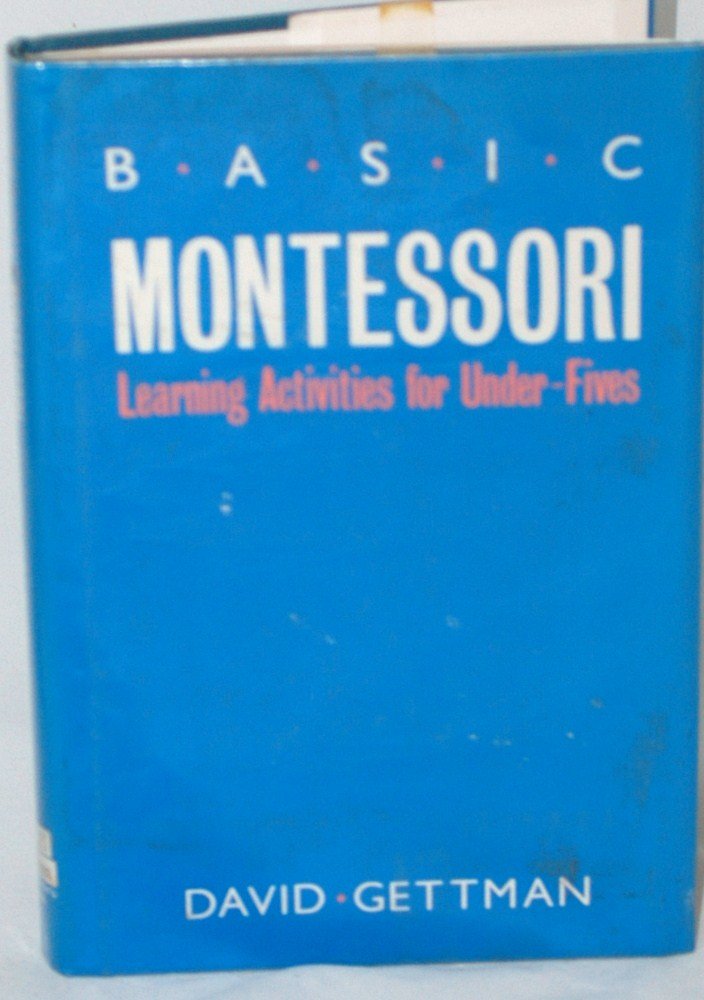 B·A·S·I·C
MONTESSORI
Learning Activities for Under-Fives
DAVID·GETTMAN